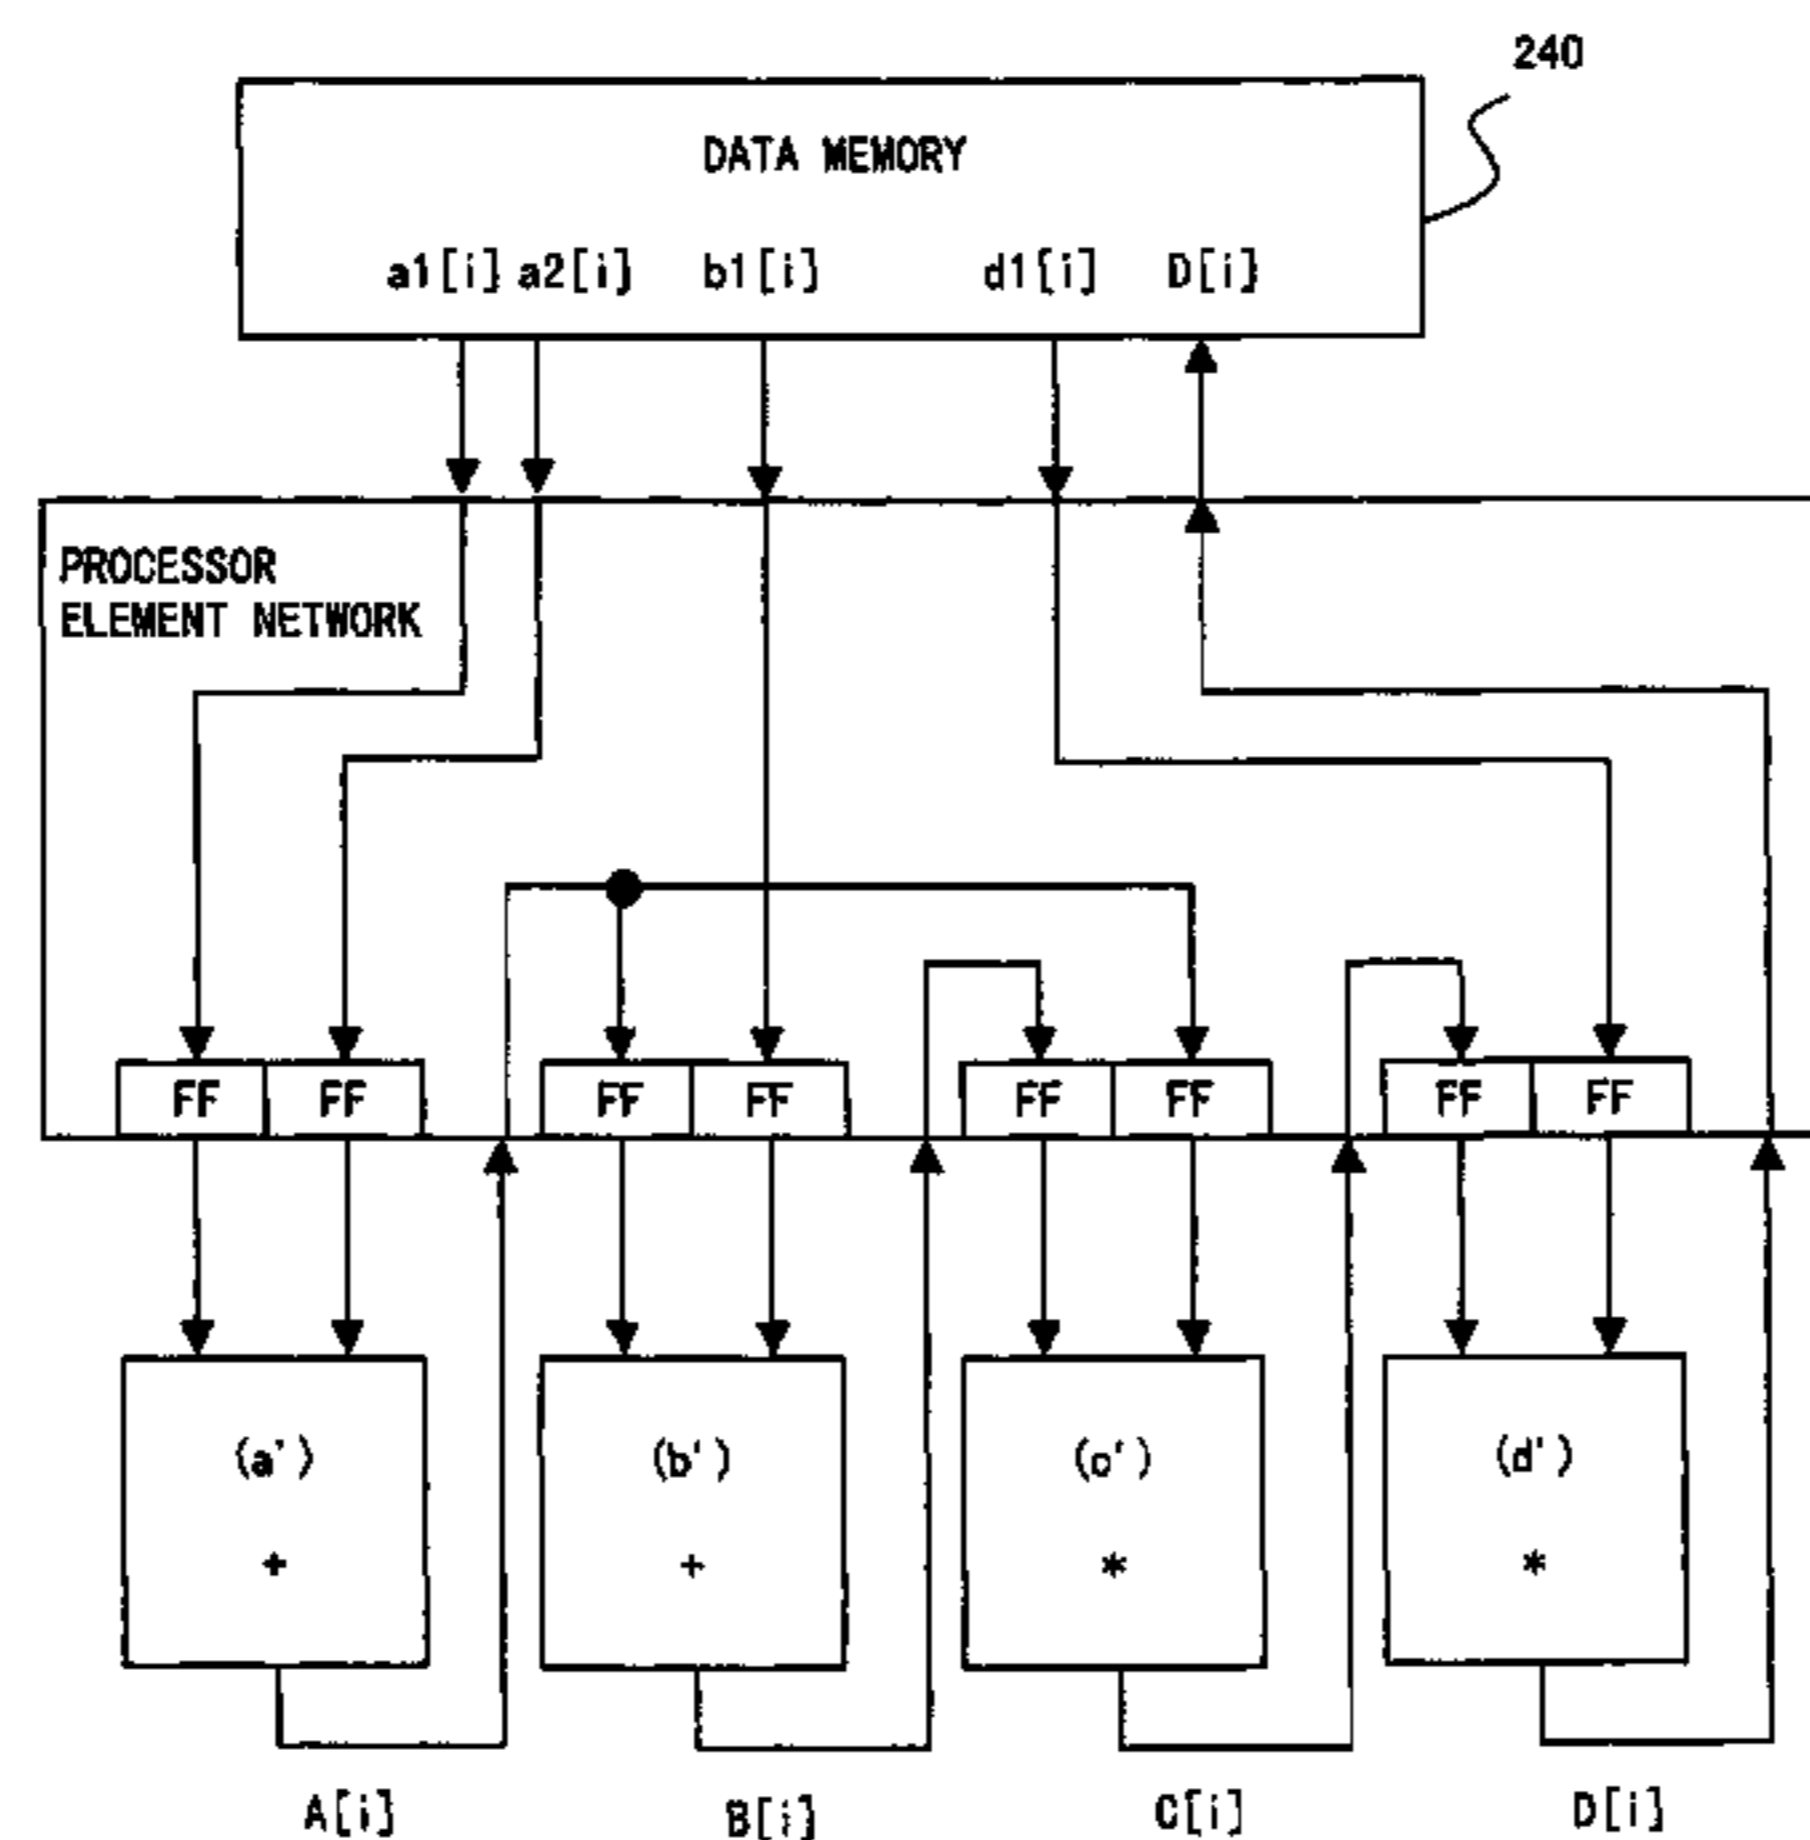 240
DATA MEMORY
a1[i] a2[i] b1[i] d1[i] D[i]
PROCESSOR
ELEMENT NETWORK
FF FF FF FF FF FF FF FF
(a') (b') (c') (d')
+ + * *
A[i] B[i] C[i] D[i]